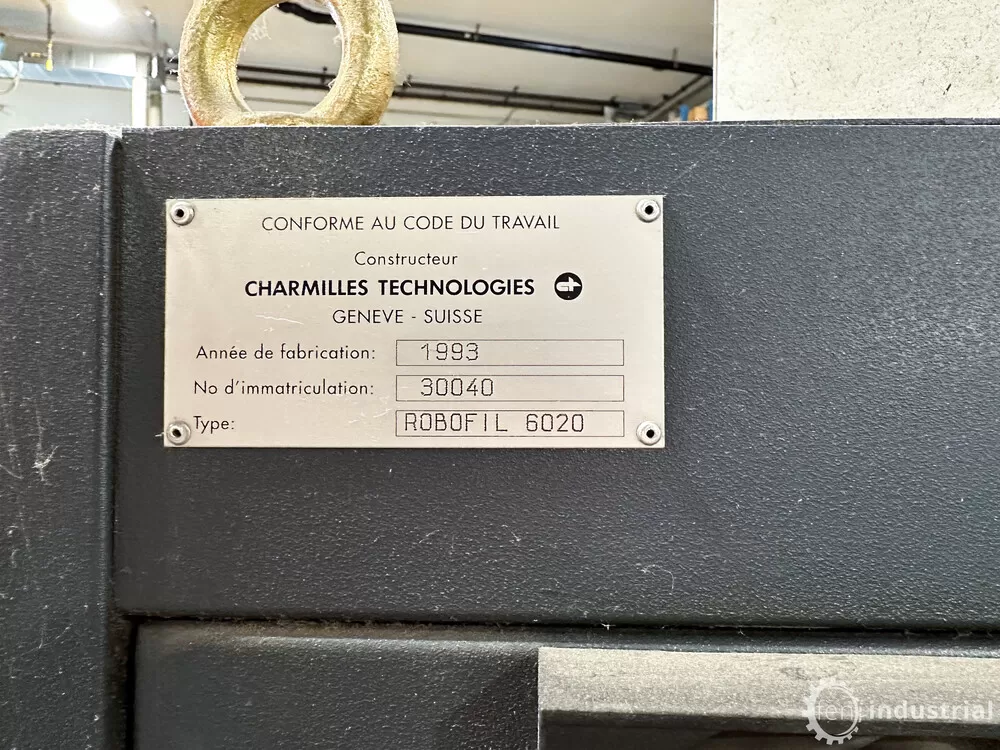 CONFORME AU CODE DU TRAVAIL
Constructeur
CHARMILLES TECHNOLOGIES
GENEVE - SUISSE
Année de fabrication: 1993
No d'immatriculation: 30040
Type: ROBOFIL 6020
ten industrial